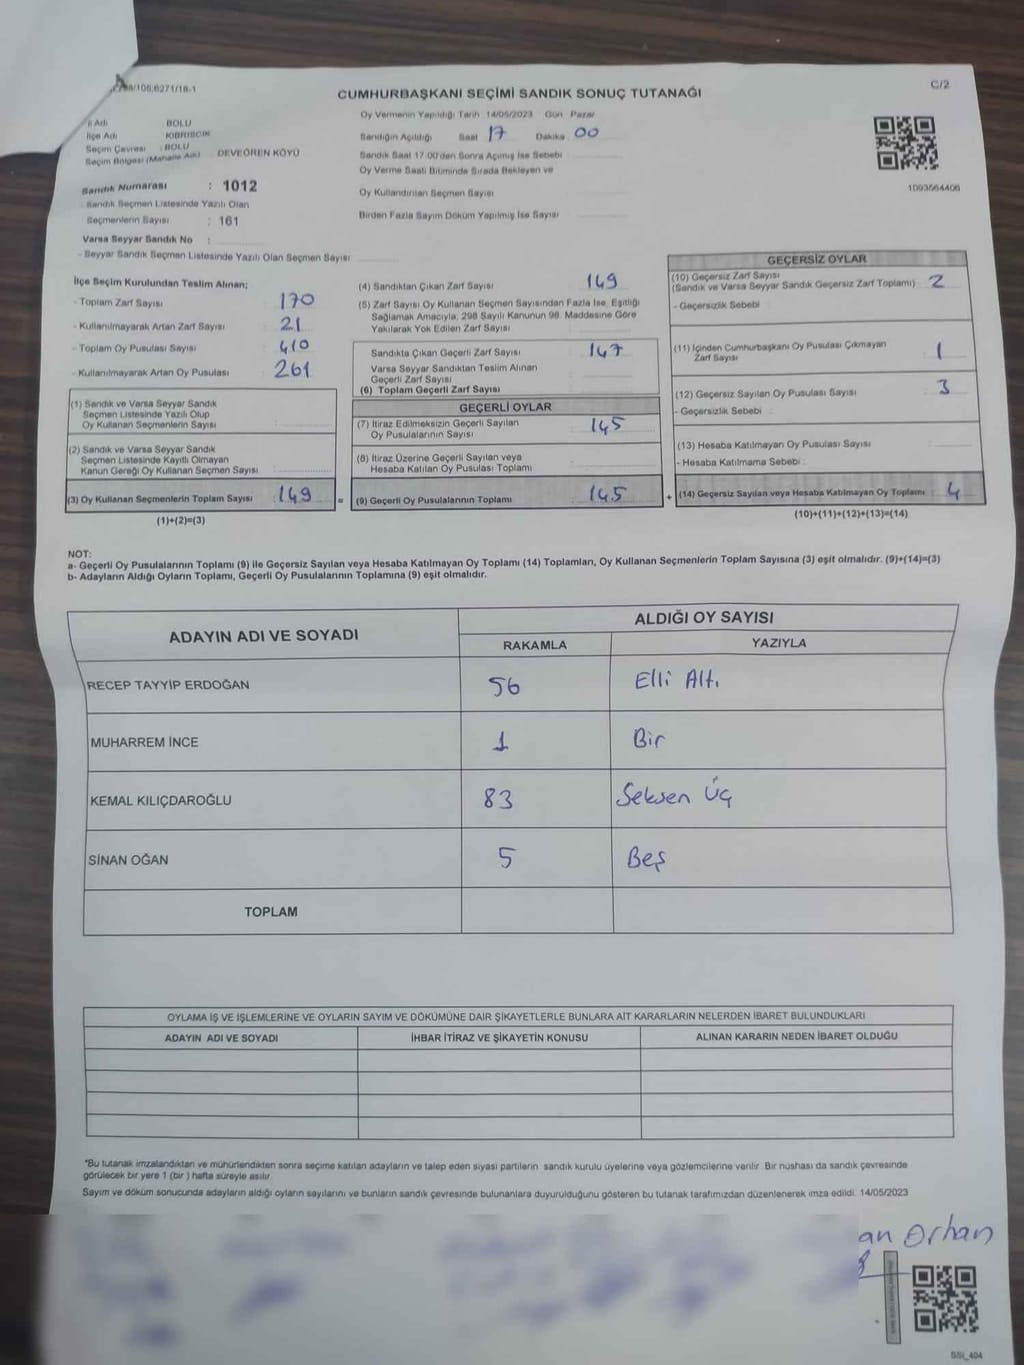 C/2
CUMHURBAŞKANI SEÇİMİ SANDIK SONUÇ TUTANAĞI
Oy Vermenin Yapıldığı Tarih 14/05/2023 Gün Pazar
İl Adı BOLU
İlçe Adı KIBRISCIK
Seçim Çevresi : BOLU
Seçim Bölgesi (Mahalle Adı) : DEVEÖREN KÖYÜ
Sandık Numarası : 1012
Sandık Seçmen Listesinde Yazılı Olan
Seçmenlerin Sayısı : 161
Varsa Seyyar Sandık No :
- Seyyar Sandık Seçmen Listesinde Yazılı Olan Seçmen Sayısı :
Sandığın Açıldığı Saat 17 Dakika 00
Sandık Saat 17.00'den Sonra Açımış İse Sebebi
Oy Verme Saati Bitiminde Sırada Bekleyen ve
Oy Kullandırılan Seçmen Sayısı
Birden Fazla Sayım Döküm Yapılmış İse Sayısı
1093564406
İlçe Seçim Kurulundan Teslim Alınan;
- Toplam Zarf Sayısı : 170
- Kullanılmayarak Artan Zarf Sayısı : 21
- Toplam Oy Pusulası Sayısı : 410
- Kullanılmayarak Artan Oy Pusulası : 261
(1) Sandık ve Varsa Seyyar Sandık
Seçmen Listesinde Yazılı Olup
Oy Kullanan Seçmenlerin Sayısı :
(2) Sandık ve Varsa Seyyar Sandık
Seçmen Listesinde Kayıtlı Olmayan
Kanun Gereği Oy Kullanan Seçmen Sayısı :
(3) Oy Kullanan Seçmenlerin Toplam Sayısı : 149 =
(1)+(2)=(3)
(4) Sandıktan Çıkan Zarf Sayısı : 149
(5) Zarf Sayısı Oy Kullanan Seçmen Sayısından Fazla İse, Eşitliği
Sağlamak Amacıyla, 298 Sayılı Kanunun 98. Maddesine Göre
Yakılarak Yok Edilen Zarf Sayısı :
Sandıkta Çıkan Geçerli Zarf Sayısı : 147
Varsa Seyyar Sandıktan Teslim Alınan
Geçerli Zarf Sayısı
(6) Toplam Geçerli Zarf Sayısı :
GEÇERLİ OYLAR
(7) İtiraz Edilmeksizin Geçerli Sayılan
Oy Pusulalarının Sayısı : 145
(8) İtiraz Üzerine Geçerli Sayılan veya
Hesaba Katılan Oy Pusulası Toplamı :
(9) Geçerli Oy Pusulalarının Toplamı : 145 +
GEÇERSİZ OYLAR
(10) Geçersiz Zarf Sayısı
(Sandık ve Varsa Seyyar Sandık Geçersiz Zarf Toplamı) : 2
- Geçersizlik Sebebi
(11) İçinden Cumhurbaşkanı Oy Pusulası Çıkmayan
Zarf Sayısı : 1
(12) Geçersiz Sayılan Oy Pusulası Sayısı : 3
- Geçersizlik Sebebi :
(13) Hesaba Katılmayan Oy Pusulası Sayısı :
- Hesaba Katılmama Sebebi :
(14) Geçersiz Sayılan veya Hesaba Katılmayan Oy Toplamı : 4
(10)+(11)+(12)+(13)=(14)
NOT:
a- Geçerli Oy Pusulalarının Toplamı (9) ile Geçersiz Sayılan veya Hesaba Katılmayan Oy Toplamı (14) Toplamları, Oy Kullanan Seçmenlerin Toplam Sayısına (3) eşit olmalıdır. (9)+(14)=(3)
b- Adayların Aldığı Oyların Toplamı, Geçerli Oy Pusulalarının Toplamına (9) eşit olmalıdır.
ADAYIN ADI VE SOYADI
ALDIĞI OY SAYISI
RAKAMLA YAZIYLA
RECEP TAYYİP ERDOĞAN 56 Elli Altı
MUHARREM İNCE 1 Bir
KEMAL KILIÇDAROĞLU 83 Seksen Üç
SİNAN OĞAN 5 Beş
TOPLAM
OYLAMA İŞ VE İŞLEMLERİNE VE OYLARIN SAYIM VE DÖKÜMÜNE DAİR ŞİKAYETLERLE BUNLARA AİT KARARLARIN NELERDEN İBARET BULUNDUKLARI
ADAYIN ADI VE SOYADI İHBAR İTİRAZ VE ŞİKAYETİN KONUSU ALINAN KARARIN NEDEN İBARET OLDUĞU
*Bu tutanak imzalandıktan ve mühürlendikten sonra seçime katılan adayların ve talep eden siyasi partilerin sandık kurulu üyelerine veya gözlemcilerine verilir. Bir nüshası da sandık çevresinde
görülecek bir yere 1 (bir) hafta süreyle asılır.
Sayım ve döküm sonucunda adayların aldığı oyların sayılarını ve bunların sandık çevresinde bulunanlara duyurulduğunu gösteren bu tutanak tarafımızdan düzenlenerek imza edildi. 14/05/2023
an Orhan
SSI_404